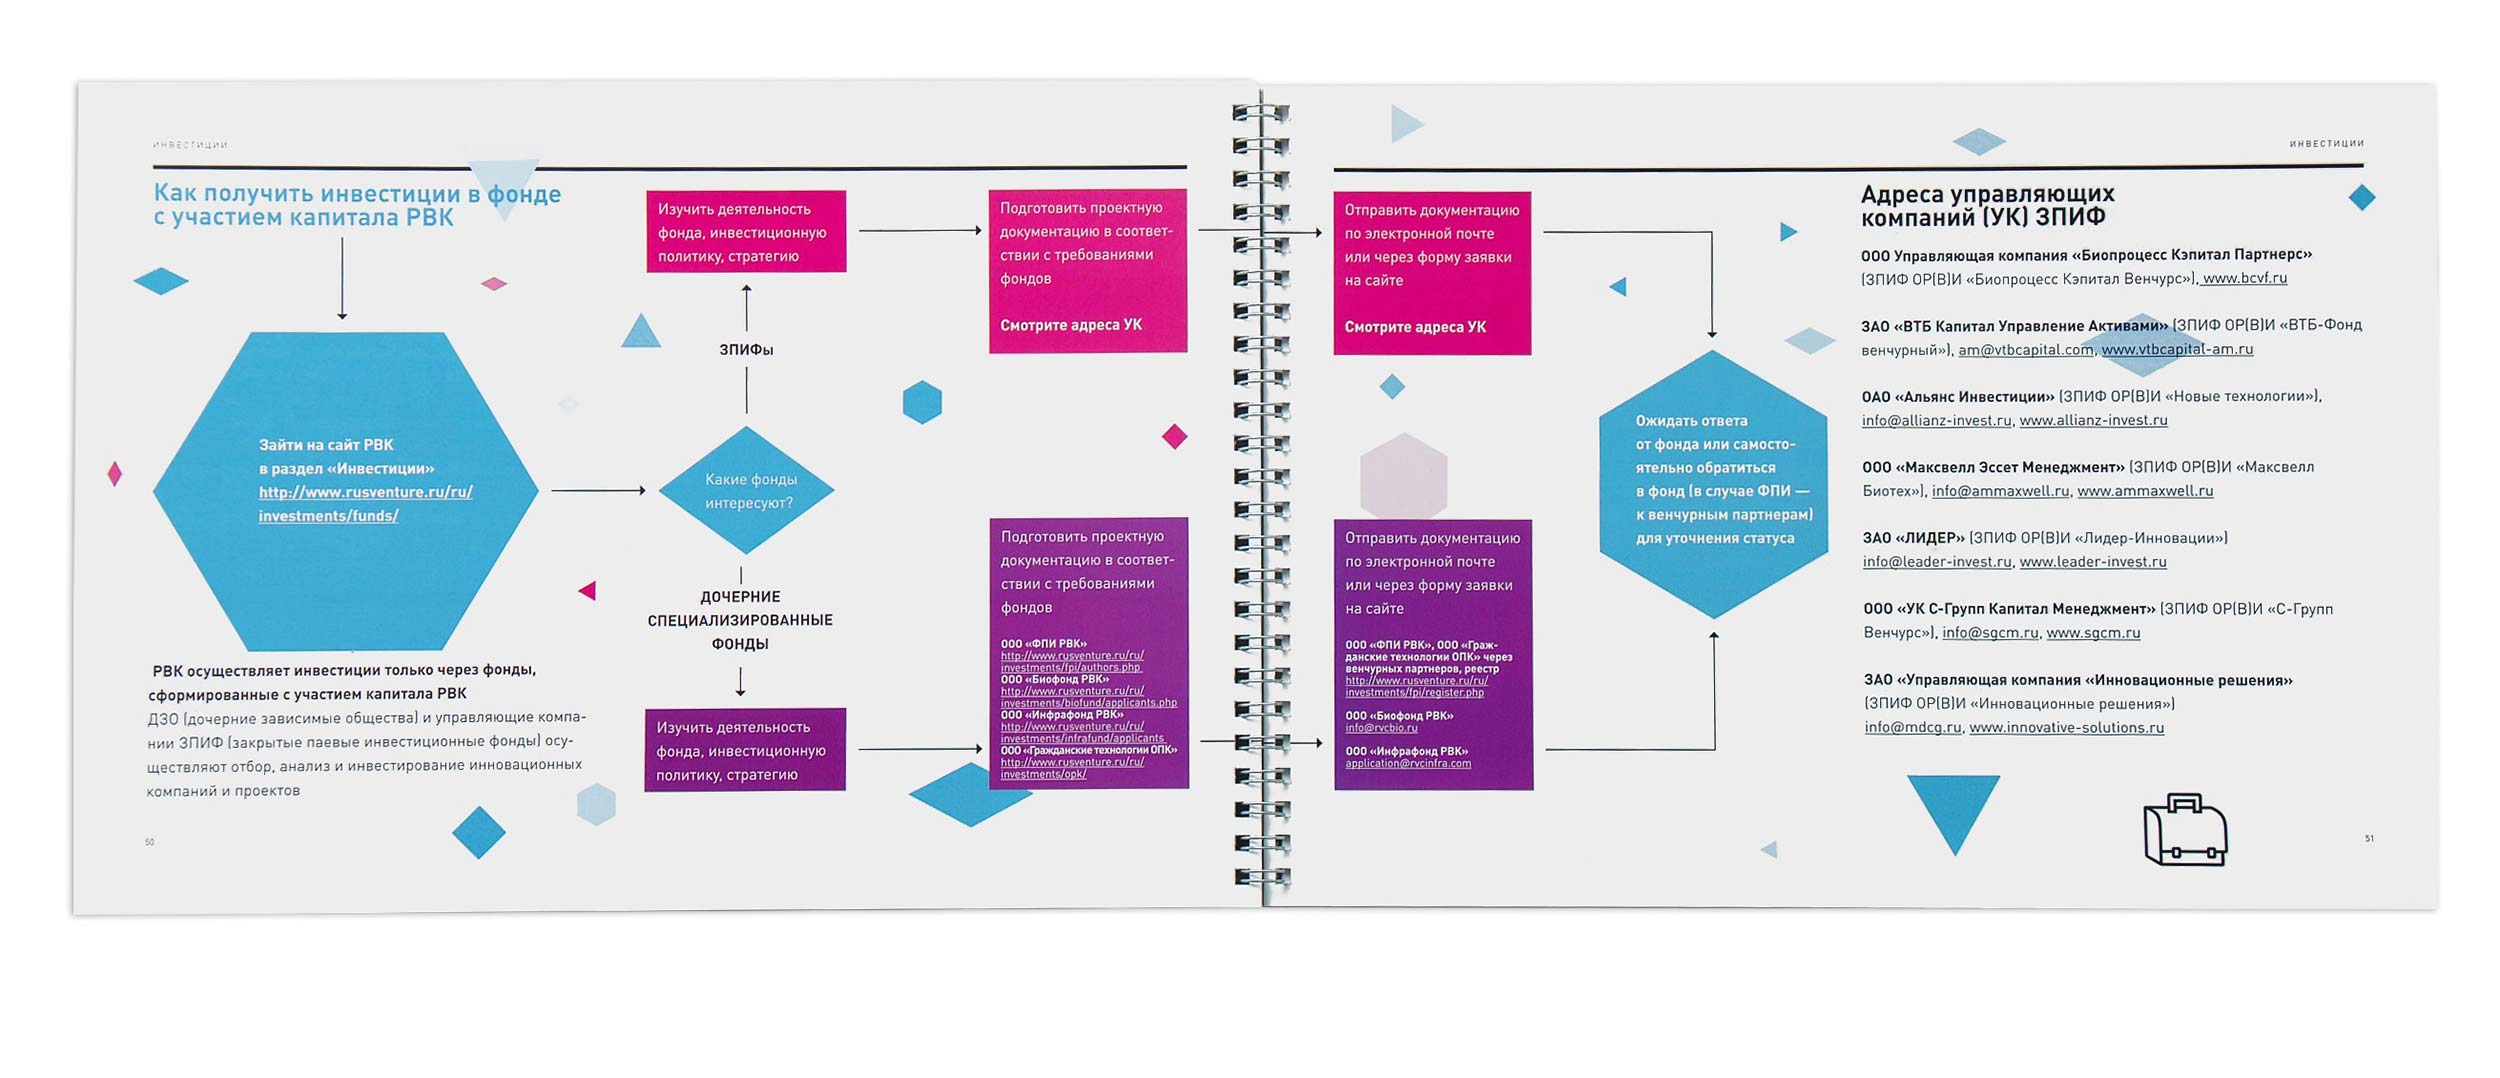 ИНВЕСТИЦИИ
Как получить инвестиции в фонде
с участием капитала РВК
Зайти на сайт РВК
в раздел «Инвестиции»
http://www.rusventure.ru/ru/
investments/funds/
РВК осуществляет инвестиции только через фонды,
сформированные с участием капитала РВК
ДЗО (дочерние зависимые общества) и управляющие компа-
нии ЗПИФ (закрытые паевые инвестиционные фонды) осу-
ществляют отбор, анализ и инвестирование инновационных
компаний и проектов
50
Изучить деятельность
фонда, инвестиционную
политику, стратегию
ЗПИФы
Какие фонды
интересуют?
ДОЧЕРНИЕ
СПЕЦИАЛИЗИРОВАННЫЕ
ФОНДЫ
Изучить деятельность
фонда, инвестиционную
политику, стратегию
Подготовить проектную
документацию в соответ-
ствии с требованиями
фондов
Смотрите адреса УК
Подготовить проектную
документацию в соответ-
ствии с требованиями
фондов
ООО «ФПИ РВК»
http://www.rusventure.ru/ru/
investments/fpi/authors.php
ООО «Биофонд РВК»
http://www.rusventure.ru/ru/
investments/biofund/applicants.php
ООО «Инфрафонд РВК»
http://www.rusventure.ru/ru/
investments/infrafund/applicants
ООО «Гражданские технологии ОПК»
http://www.rusventure.ru/ru/
investments/opk/
ИНВЕСТИЦИИ
Отправить документацию
по электронной почте
или через форму заявки
на сайте
Смотрите адреса УК
Отправить документацию
по электронной почте
или через форму заявки
на сайте
ООО «ФПИ РВК», ООО «Граж-
данские технологии ОПК» через
венчурных партнеров, реестр
http://www.rusventure.ru/ru/
investments/fpi/register.php
ООО «Биофонд РВК»
info@rvcbio.ru
ООО «Инфрафонд РВК»
application@rvcinfra.com
Ожидать ответа
от фонда или самосто-
ятельно обратиться
в фонд (в случае ФПИ —
к венчурным партнерам)
для уточнения статуса
Адреса управляющих
компаний (УК) ЗПИФ
ООО Управляющая компания «Биопроцесс Кэпитал Партнерс»
(ЗПИФ ОР(В)И «Биопроцесс Кэпитал Венчурс»), www.bcvf.ru
ЗАО «ВТБ Капитал Управление Активами» (ЗПИФ ОР(В)И «ВТБ-Фонд
венчурный»), am@vtbcapital.com, www.vtbcapital-am.ru
ОАО «Альянс Инвестиции» (ЗПИФ ОР(В)И «Новые технологии»),
info@allianz-invest.ru, www.allianz-invest.ru
ООО «Максвелл Эссет Менеджмент» (ЗПИФ ОР(В)И «Максвелл
Биотех»), info@ammaxwell.ru, www.ammaxwell.ru
ЗАО «ЛИДЕР» (ЗПИФ ОР(В)И «Лидер-Инновации»)
info@leader-invest.ru, www.leader-invest.ru
ООО «УК С-Групп Капитал Менеджмент» (ЗПИФ ОР(В)И «С-Групп
Венчурс»), info@sgcm.ru, www.sgcm.ru
ЗАО «Управляющая компания «Инновационные решения»
(ЗПИФ ОР(В)И «Инновационные решения»)
info@mdcg.ru, www.innovative-solutions.ru
51